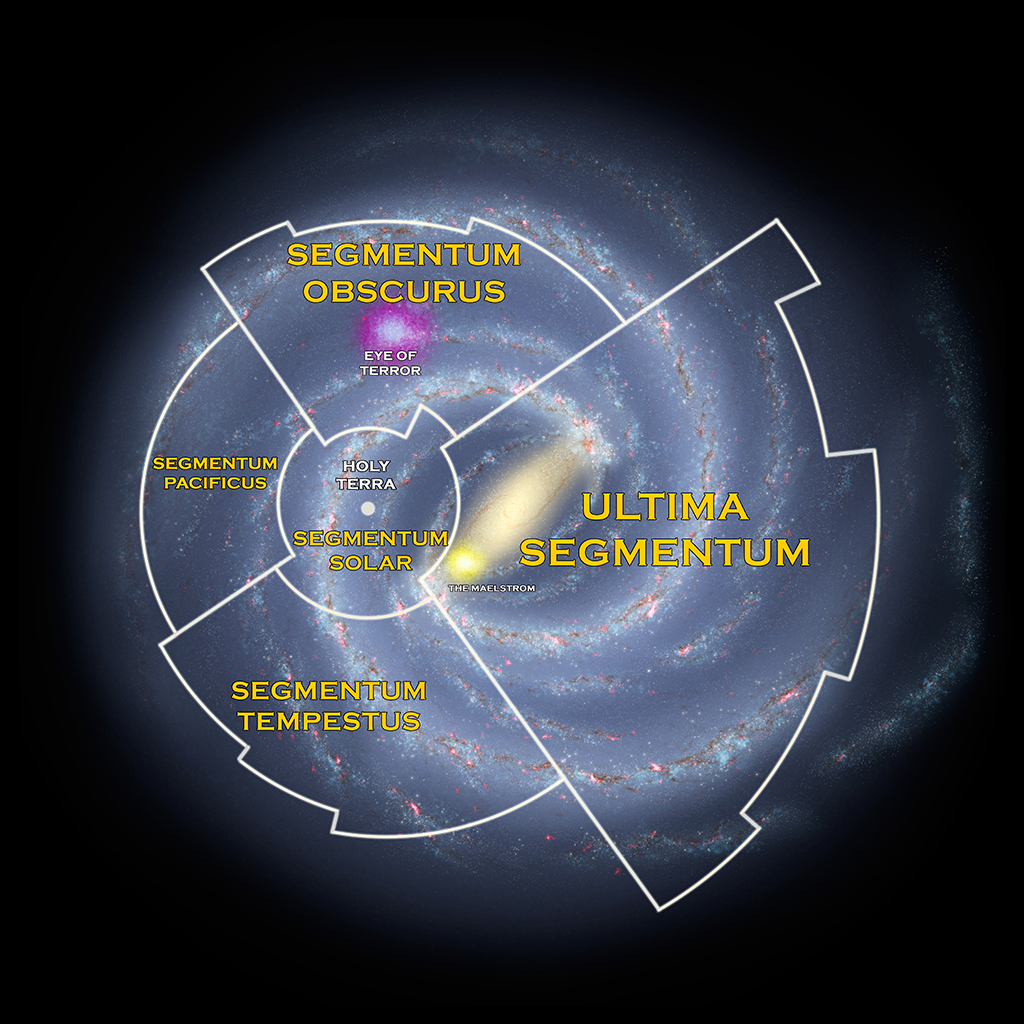 SEGMENTUM
OBSCURUS
EYE OF
TERROR
SEGMENTUM
PACIFICUS
HOLY
TERRA
SEGMENTUM
SOLAR
ULTIMA
SEGMENTUM
THE MAELSTROM
SEGMENTUM
TEMPESTUS